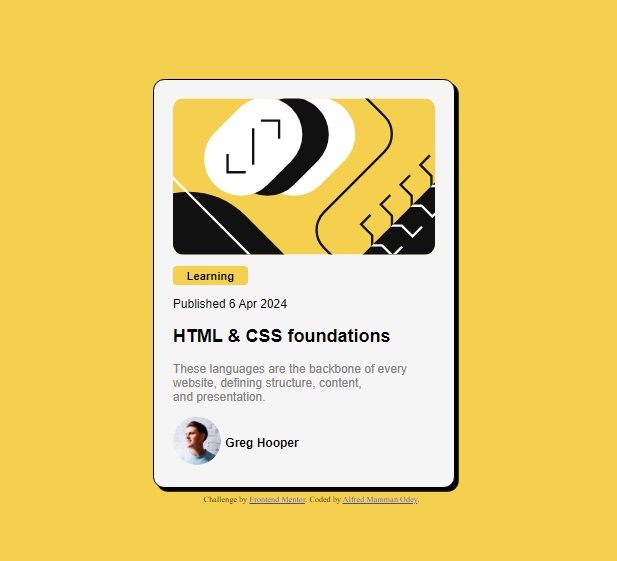 Learning
Published 6 Apr 2024
HTML & CSS foundations
These languages are the backbone of every
website, defining structure, content,
and presentation.
Greg Hooper
Challenge by Frontend Mentor. Coded by Alfred Mamman Odey.